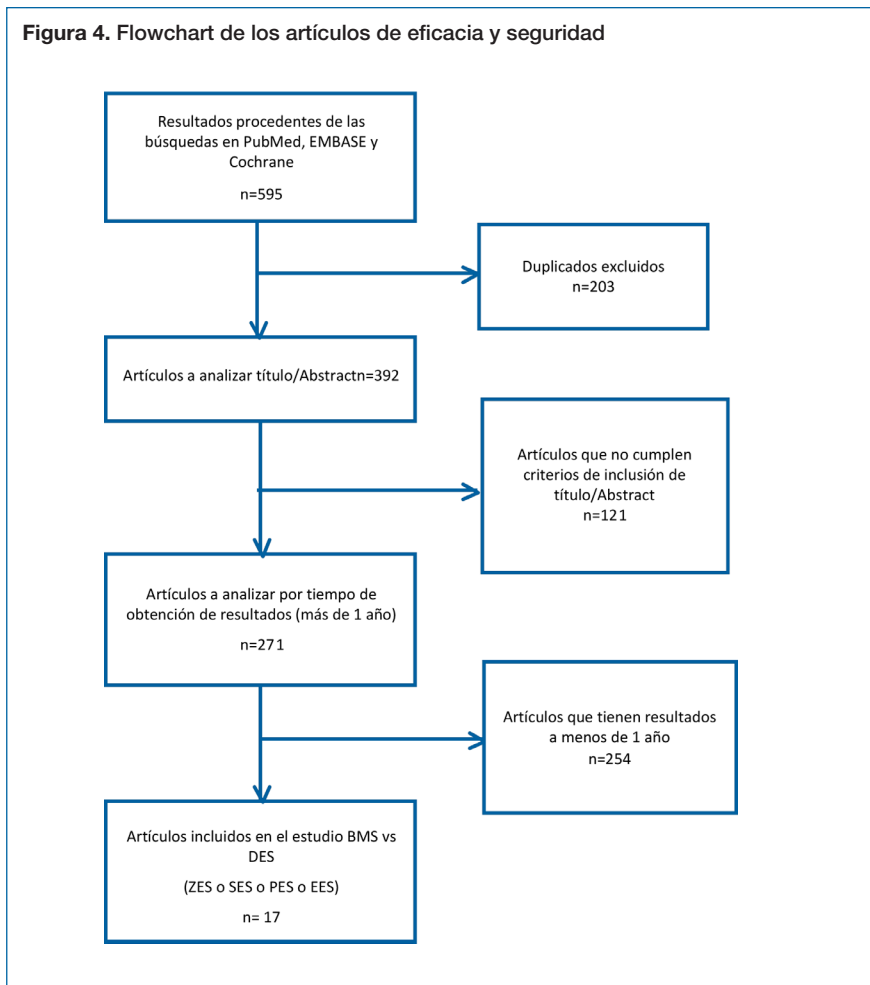 Figura 4. Flowchart de los artículos de eficacia y seguridad
Resultados procedentes de las
búsquedas en PubMed, EMBASE y
Cochrane
n=595
Duplicados excluidos
n=203
Artículos a analizar título/Abstractn=392
Artículos que no cumplen
criterios de inclusión de
título/Abstract
n=121
Artículos a analizar por tiempo de
obtención de resultados (más de 1 año)
n=271
Artículos que tienen resultados
a menos de 1 año
n=254
Artículos incluidos en el estudio BMS vs
DES
(ZES o SES o PES o EES)
n= 17